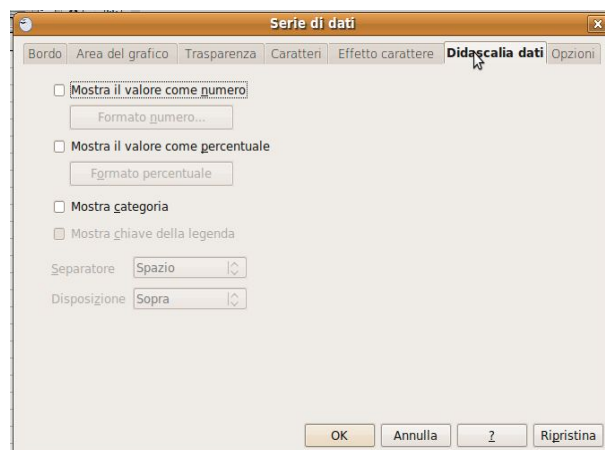 Serie di dati
Bordo Area del grafico Trasparenza Caratteri Effetto carattere Didascalia dati Opzioni
Mostra il valore come numero
Formato numero...
Mostra il valore come percentuale
Formato percentuale
Mostra categoria
Mostra chiave della legenda
Separatore Spazio
Disposizione Sopra
OK Annulla ? Ripristina